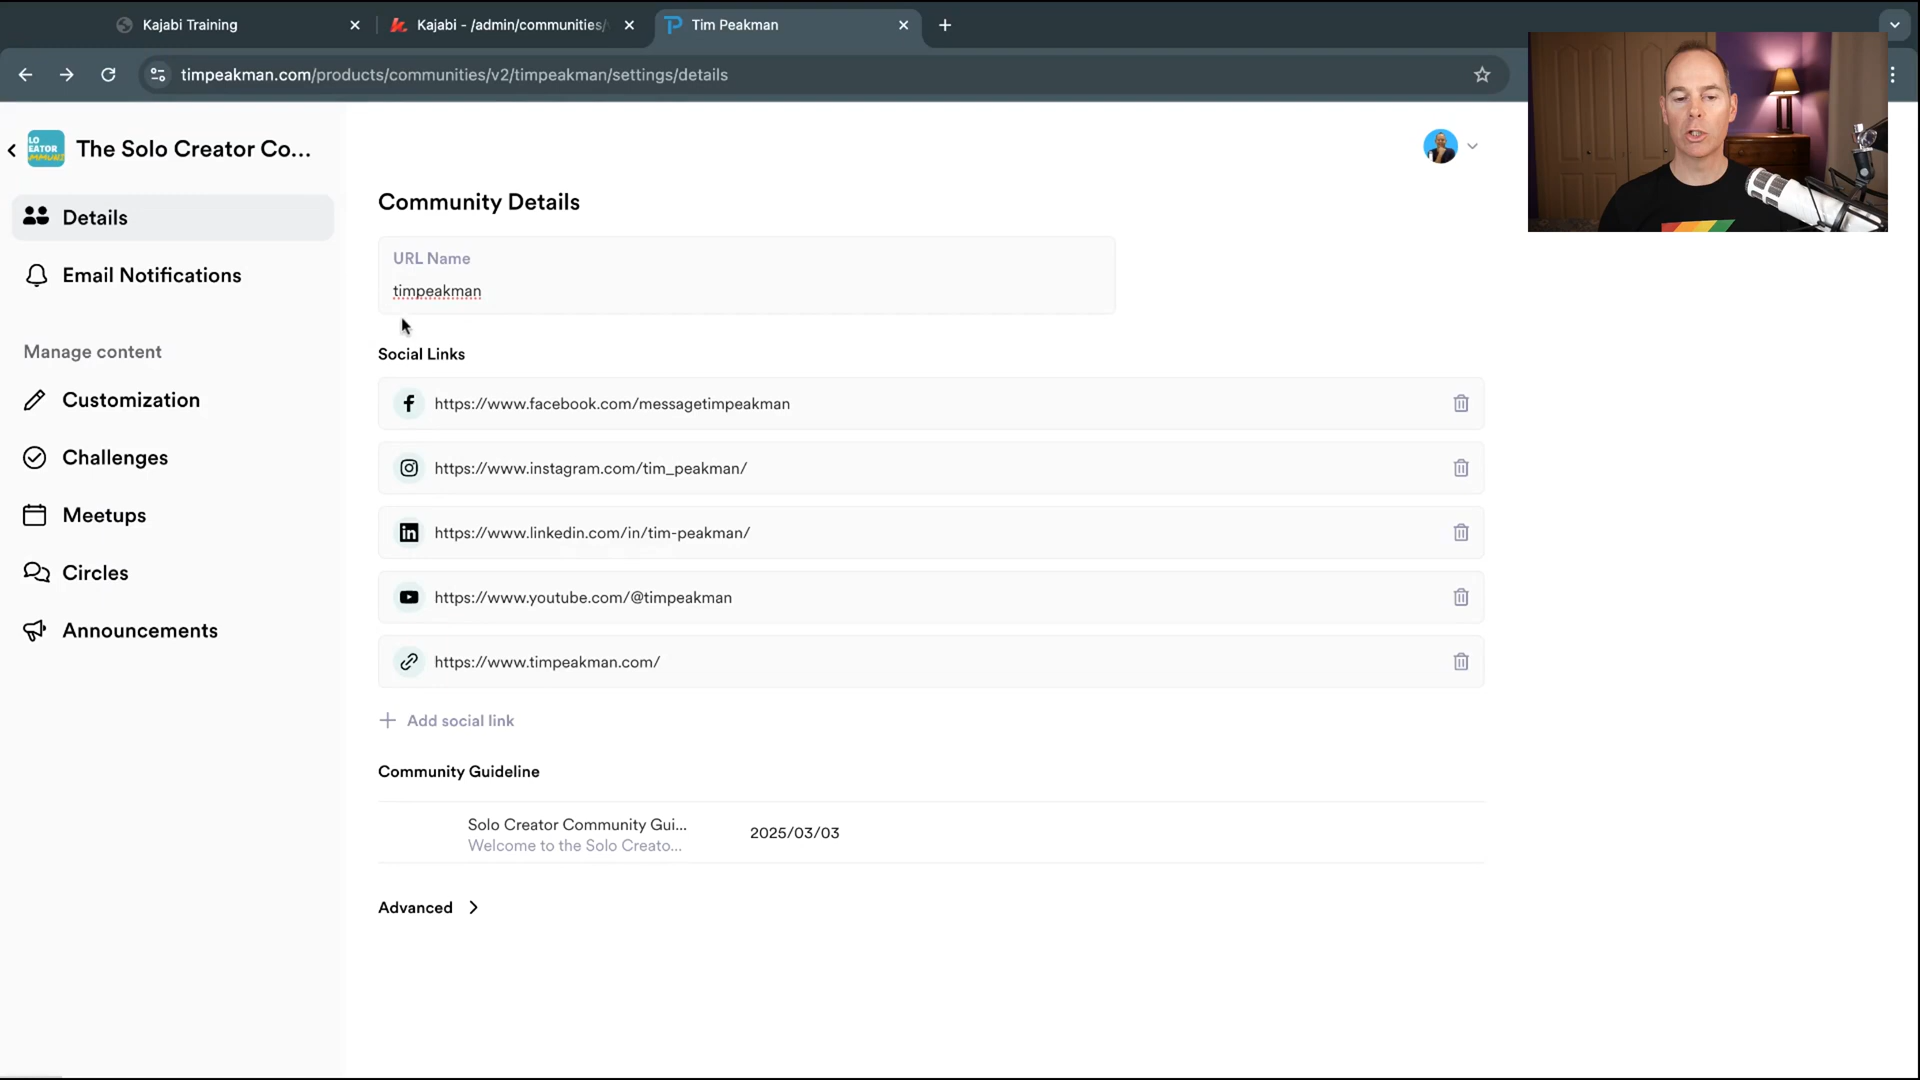 Kajabi Training
Kajabi - /admin/communities/
Tim Peakman
timpeakman.com/products/communities/v2/timpeakman/settings/details
LO
EATOR
MMUNI
The Solo Creator Co...
Details
Email Notifications
Manage content
Customization
Challenges
Meetups
Circles
Announcements
Community Details
URL Name
timpeakman
Social Links
https://www.facebook.com/messagetimpeakman
https://www.instagram.com/tim_peakman/
https://www.linkedin.com/in/tim-peakman/
https://www.youtube.com/@timpeakman
https://www.timpeakman.com/
Add social link
Community Guideline
Solo Creator Community Gui...
2025/03/03
Welcome to the Solo Creato...
Advanced